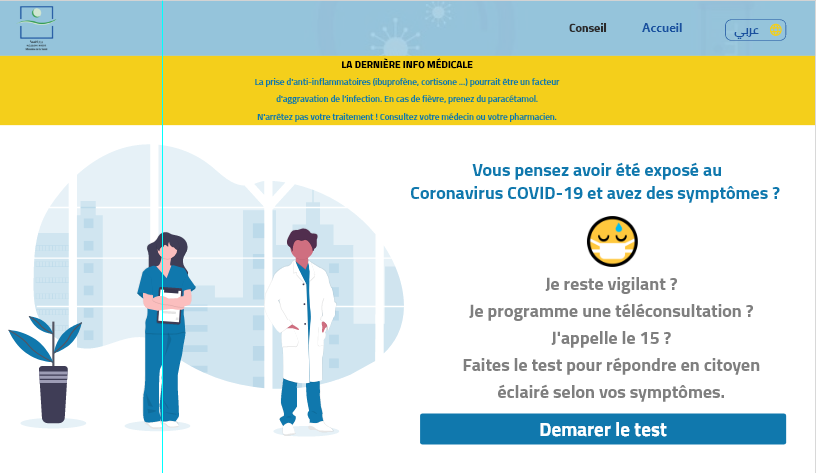 Conseil
Accueil
عربي
LA DERNIÈRE INFO MÉDICALE
La prise d'anti-inflammatoires (ibuprofène, cortisone ...) pourrait être un facteur
d'aggravation de l'infection. En cas de fièvre, prenez du paracétamol.
N'arrêtez pas votre traitement ! Consultez votre médecin ou votre pharmacien.
Vous pensez avoir été exposé au
Coronavirus COVID-19 et avez des symptômes ?
Je reste vigilant ?
Je programme une téléconsultation ?
J'appelle le 15 ?
Faites le test pour répondre en citoyen
éclairé selon vos symptômes.
Demarer le test